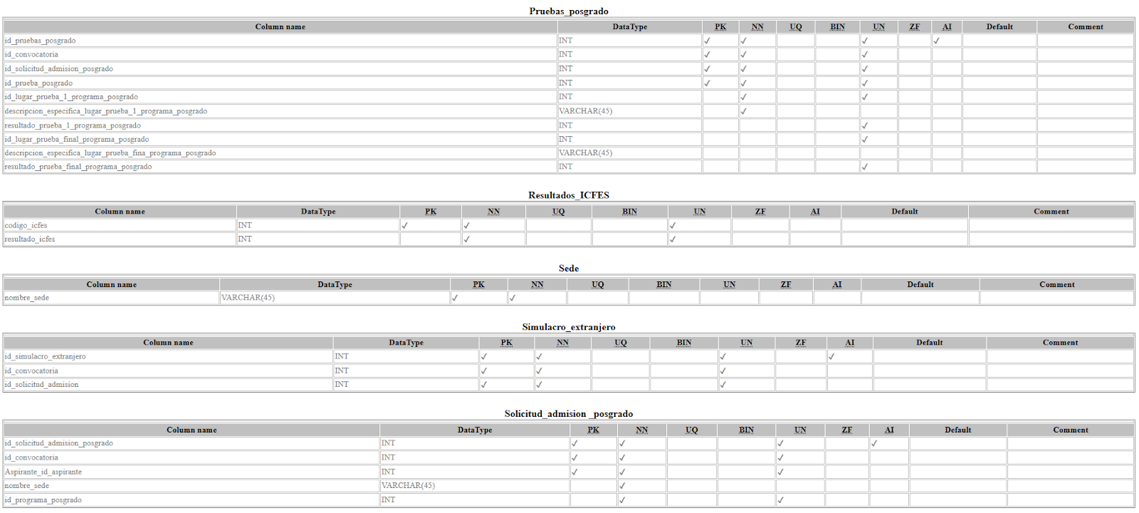 Pruebas_posgrado
Column name DataType PK NN UQ BIN UN ZF AI Default Comment
id_pruebas_posgrado INT ✓ ✓ ✓ ✓
id_convocatoria INT ✓ ✓ ✓
id_solicitud_admision_posgrado INT ✓ ✓ ✓
id_prueba_posgrado INT ✓ ✓ ✓
id_lugar_prueba_1_programa_posgrado INT ✓ ✓
descripcion_especifica_lugar_prueba_1_programa_posgrado VARCHAR(45) ✓
resultado_prueba_1_programa_posgrado INT ✓
id_lugar_prueba_final_programa_posgrado INT ✓
descripcion_especifica_lugar_prueba_fina_programa_posgrado VARCHAR(45)
resultado_prueba_final_programa_posgrado INT ✓
Resultados_ICFES
Column name DataType PK NN UQ BIN UN ZF AI Default Comment
codigo_icfes INT ✓ ✓ ✓
resultado_icfes INT ✓ ✓
Sede
Column name DataType PK NN UQ BIN UN ZF AI Default Comment
nombre_sede VARCHAR(45) ✓ ✓
Simulacro_extranjero
Column name DataType PK NN UQ BIN UN ZF AI Default Comment
id_simulacro_extranjero INT ✓ ✓ ✓ ✓
id_convocatoria INT ✓ ✓ ✓
id_solicitud_admision INT ✓ ✓ ✓
Solicitud_admision _posgrado
Column name DataType PK NN UQ BIN UN ZF AI Default Comment
id_solicitud_admision_posgrado INT ✓ ✓ ✓ ✓
id_convocatoria INT ✓ ✓ ✓
Aspirante_id_aspirante INT ✓ ✓ ✓
nombre_sede VARCHAR(45) ✓
id_programa_posgrado INT ✓ ✓